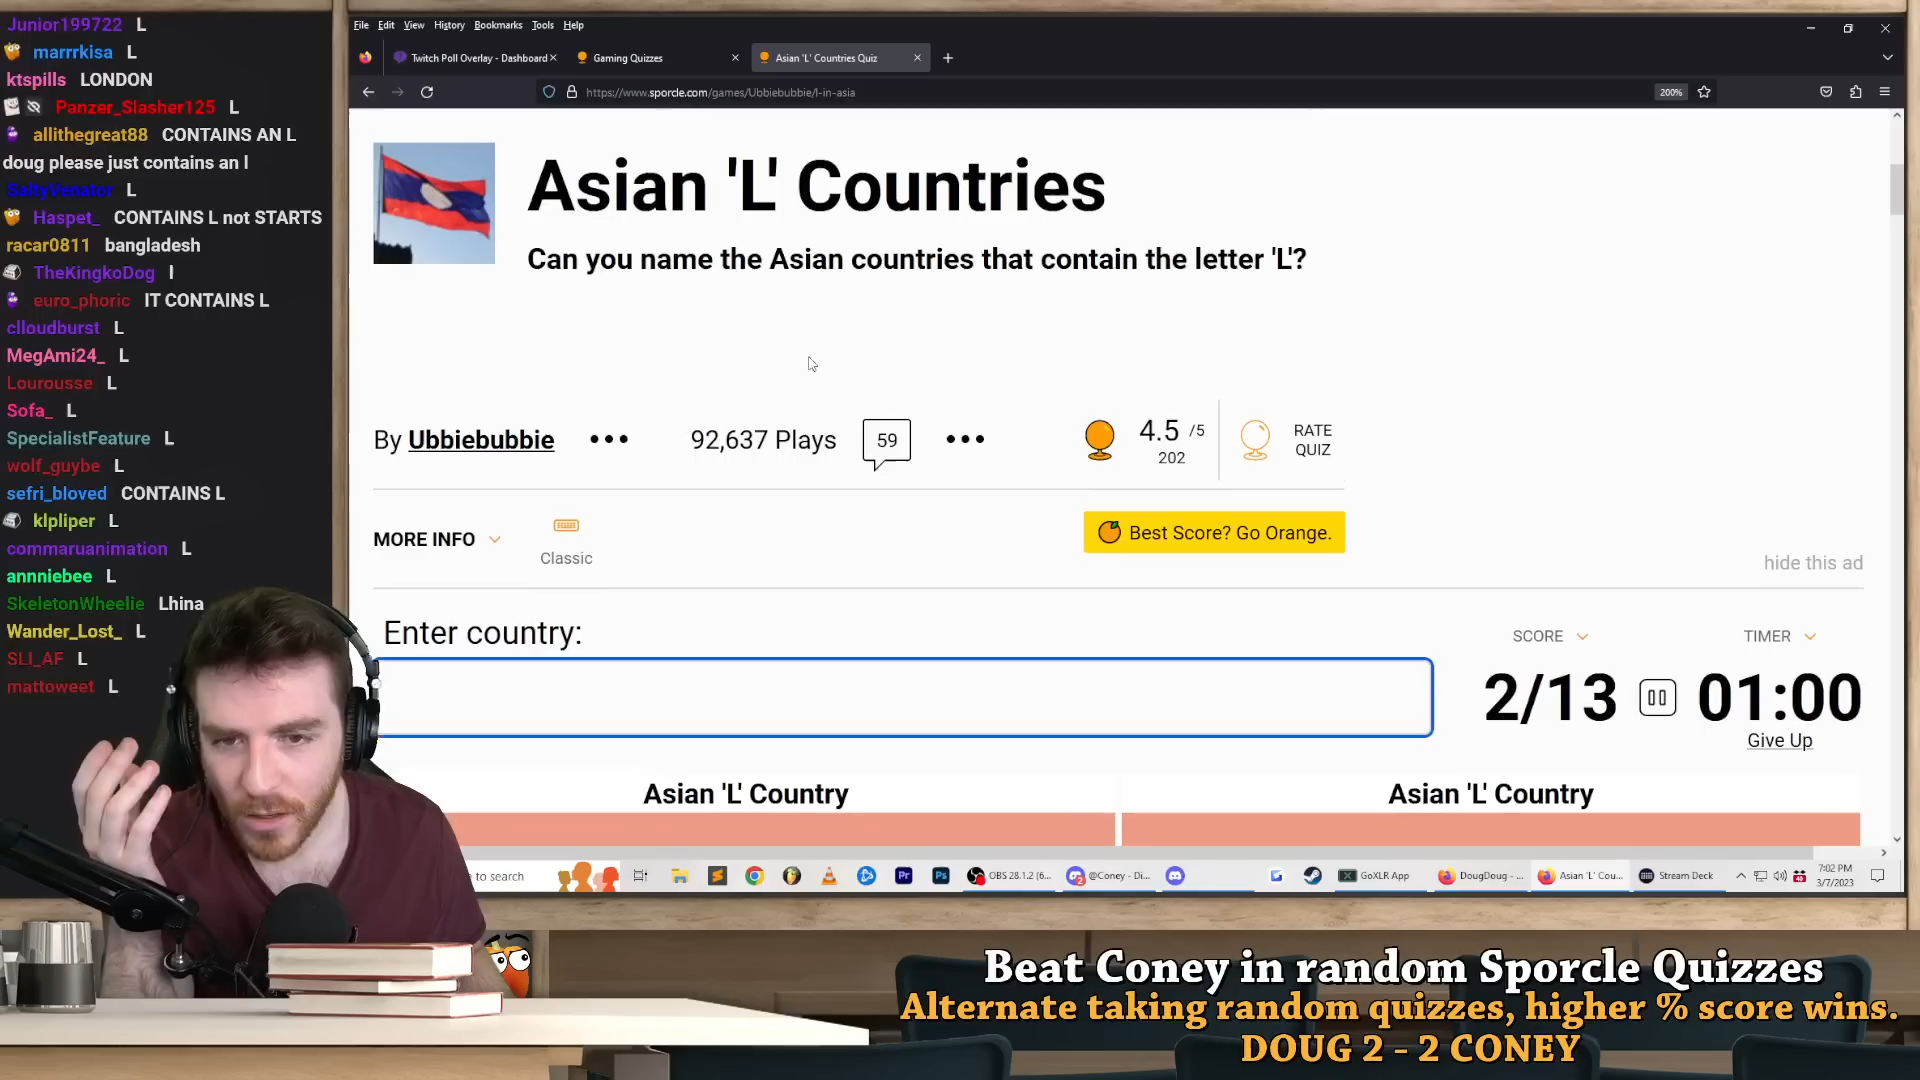 Junior199722 L
marrrkisa L
ktspills LONDON
Panzer_Slasher125 L
allithegreat88 CONTAINS AN L
doug please just contains an l
SaltyVenator L
Haspet_ CONTAINS L not STARTS
racar0811 bangladesh
TheKingkoDog l
euro_phoric IT CONTAINS L
clloudburst L
MegAmi24_ L
Lourousse L
Sofa_ L
SpecialistFeature L
wolf_guybe L
sefri_bloved CONTAINS L
klpliper L
commaruanimation L
annniebee L
SkeletonWheelie Lhina
Wander_Lost_ L
SLI_AF L
mattoweet L
File Edit View History Bookmarks Tools Help
Twitch Poll Overlay - Dashboard Gaming Quizzes Asian 'L' Countries Quiz
https://www.sporcle.com/games/Ubbiebubbie/l-in-asia 200%
Asian 'L' Countries
Can you name the Asian countries that contain the letter 'L'?
By Ubbiebubbie ••• 92,637 Plays 59 •••
4.5 /5
202
RATE
QUIZ
MORE INFO
Classic
Best Score? Go Orange.
hide this ad
Enter country:
SCORE
TIMER
2/13
01:00
Give Up
Asian 'L' Country Asian 'L' Country
to search
Pr
Ps
OBS 28.1.2 (6...
@Coney - Di...
GoXLR App
DougDoug - ...
Asian 'L' Cou...
Stream Deck
7:02 PM
3/7/2023
Beat Coney in random Sporcle Quizzes
Alternate taking random quizzes, higher % score wins.
DOUG 2 - 2 CONEY